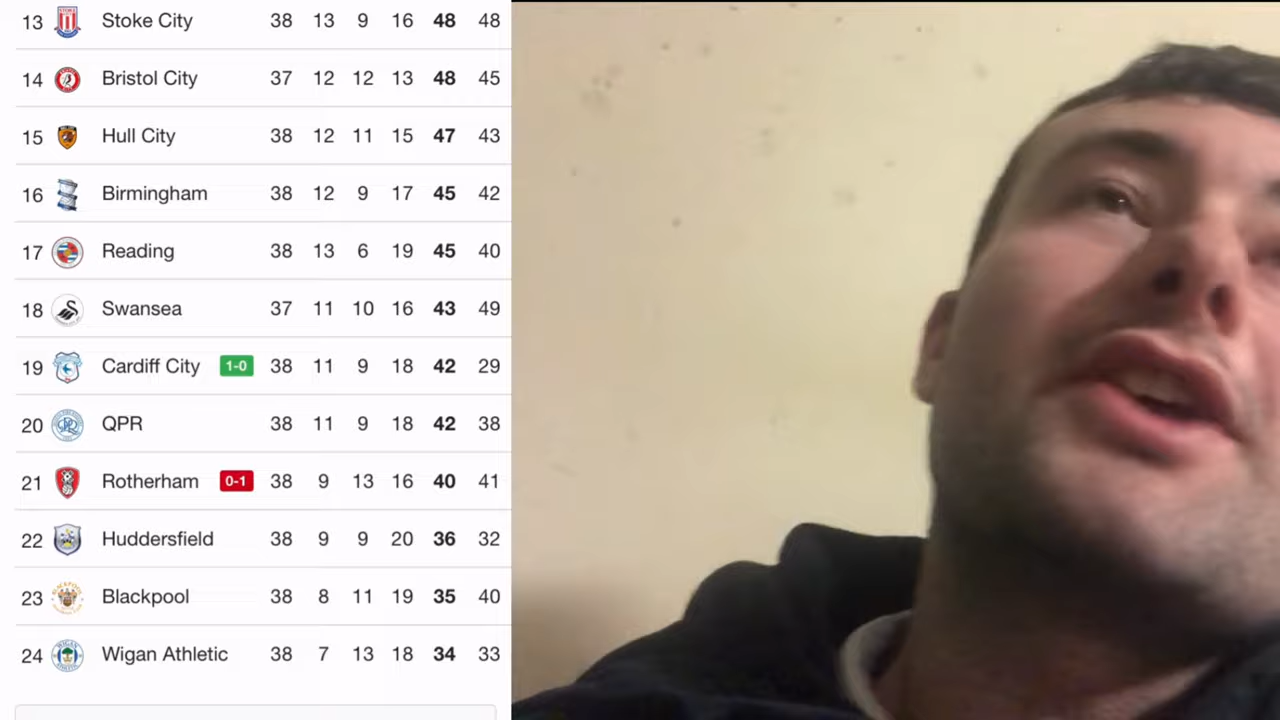 13 Stoke City 38 13 9 16 48 48
14 Bristol City 37 12 12 13 48 45
15 Hull City 38 12 11 15 47 43
16 Birmingham 38 12 9 17 45 42
17 Reading 38 13 6 19 45 40
18 Swansea 37 11 10 16 43 49
19 Cardiff City 1-0 38 11 9 18 42 29
20 QPR 38 11 9 18 42 38
21 Rotherham 0-1 38 9 13 16 40 41
22 Huddersfield 38 9 9 20 36 32
23 Blackpool 38 8 11 19 35 40
24 Wigan Athletic 38 7 13 18 34 33